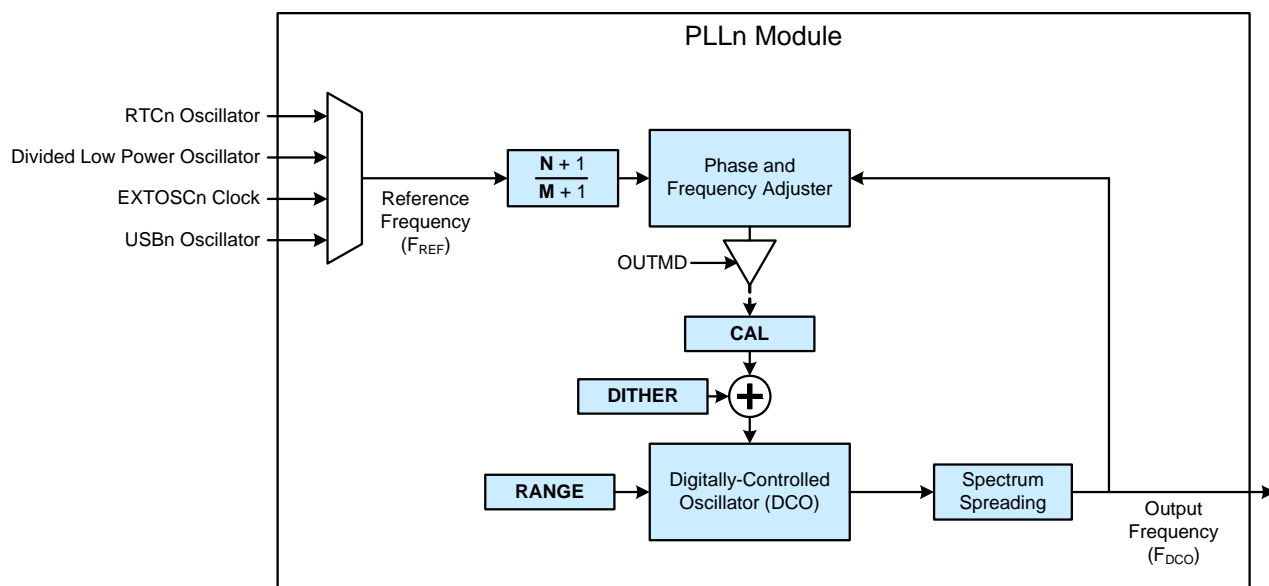 PLLn Module
RTCn Oscillator
Divided Low Power Oscillator
EXTOSCn Clock
USBn Oscillator
Reference
Frequency
(FREF)
N + 1
M + 1
Phase and
Frequency Adjuster
OUTMD
CAL
DITHER
+
RANGE
Digitally-Controlled
Oscillator (DCO)
Spectrum
Spreading
Output
Frequency
(FDCO)